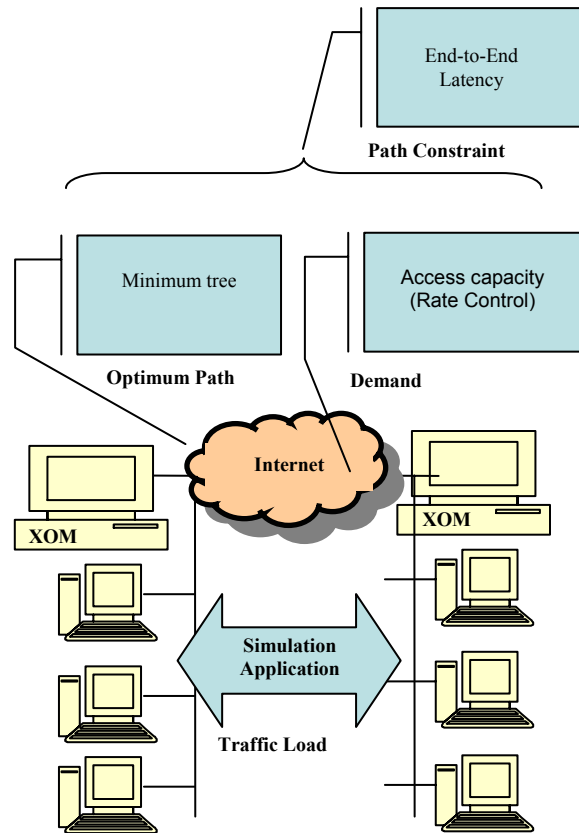 End-to-End
Latency
Path Constraint
Minimum tree
Access capacity
(Rate Control)
Optimum Path
Demand
Internet
XOM
XOM
Simulation
Application
Traffic Load